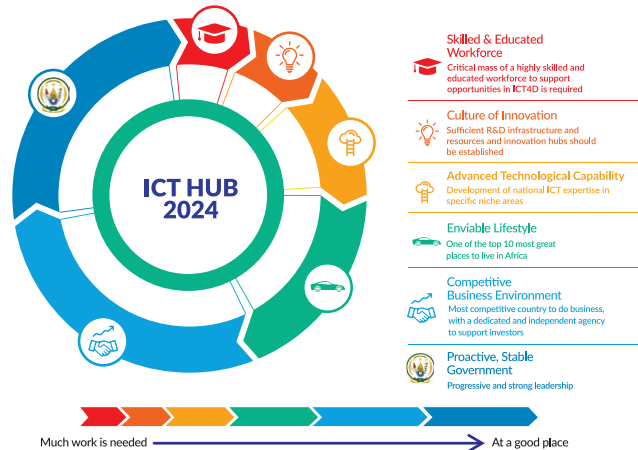 ICT HUB
2024
Skilled & Educated
Workforce
Critical mass of a highly skilled and
educated workforce to support
opportunities in ICT4D is required
Culture of Innovation
Sufficient R&D infrastructure and
resources and innovation hubs should
be established
Advanced Technological Capability
Development of national ICT expertise in
specific niche areas
Enviable Lifestyle
One of the top 10 most great
places to live in Africa
Competitive
Business Environment
Most competitive country to do business,
with a dedicated and independent agency
to support investors
Proactive, Stable
Government
Progressive and strong leadership
Much work is needed
At a good place